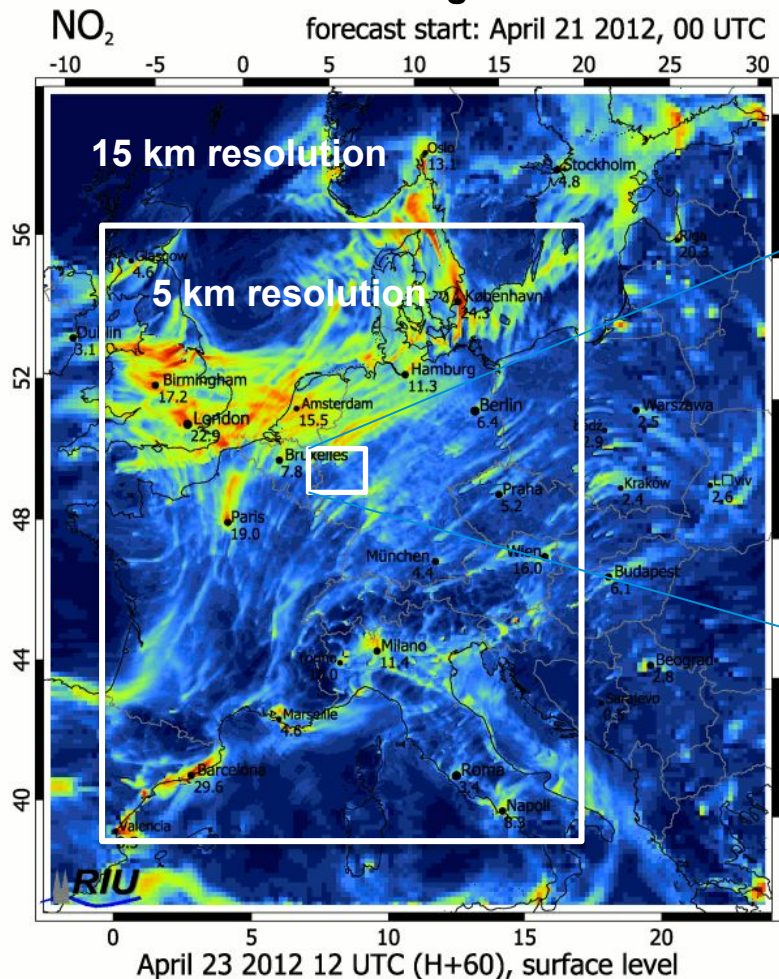 NO2
forecast start: April 21 2012, 00 UTC
-10 -5 0 5 10 15 20 25 30
15 km resolution
Oslo
13.1
Stockholm
4.8
56
Riga
20.3
Glasgow
4.6
5 km resolution
København
24.3
Dublin
3.1
52
Hamburg
11.3
Birmingham
17.2
Amsterdam
15.5
Berlin
6.4
Warszawa
2.5
London
22.9
Bruxelles
7.8
Kraków
2.4
L□viv
2.6
Praha
5.2
48
Paris
19.0
München
4.4
Wien
16.0
Budapest
6.1
44
Milano
11.4
Beograd
2.8
Sarajevo
Marseille
4.6
40
Barcelona
29.6
Roma
3.4
Napoli
8.3
Valencia
RIU
0 5 10 15 20
April 23 2012 12 UTC (H+60), surface level